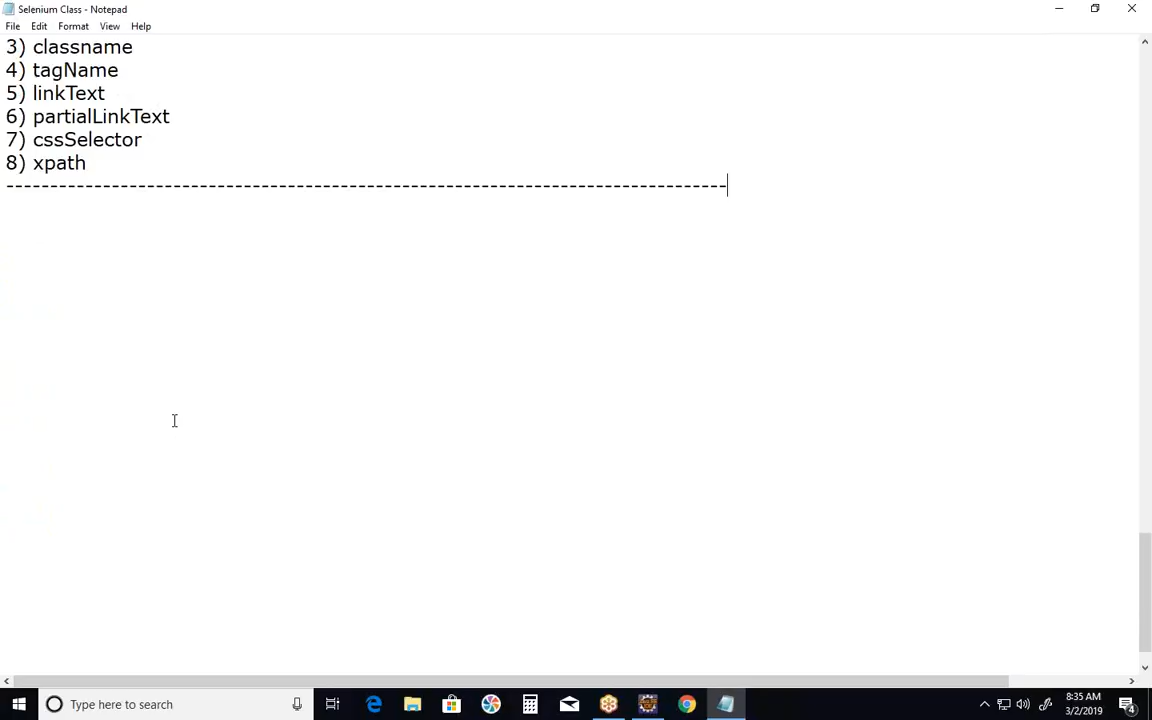 Selenium Class - Notepad
File Edit Format View Help
3) classname
4) tagName
5) linkText
6) partialLinkText
7) cssSelector
8) xpath
----------------------------------------------------------------------------------
Type here to search
8:35 AM
3/2/2019
4